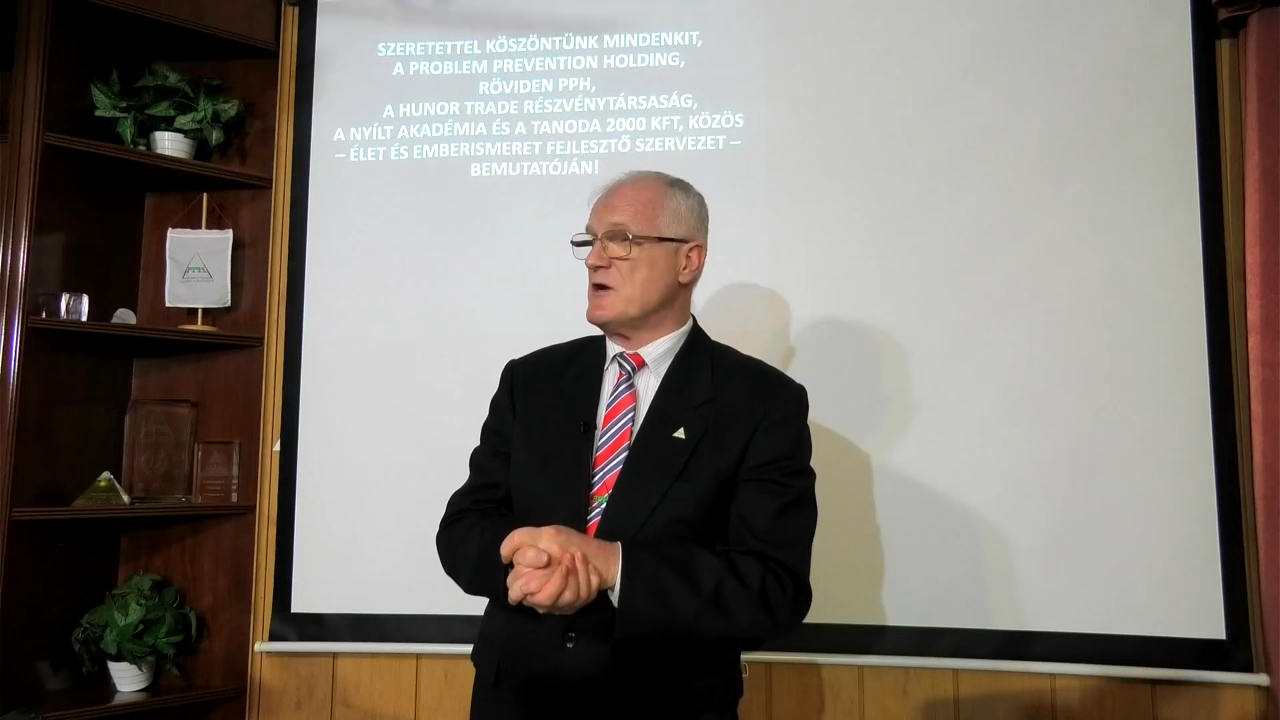 SZERETETTEL KÖSZÖNTÜNK MINDENKIT,
A PROBLEM PREVENTION HOLDING,
RÖVIDEN PPH,
A HUNOR TRADE RÉSZVÉNYTÁRSASÁG,
A NYÍLT AKADÉMIA ÉS A TANODA 2000 KFT, KÖZÖS
– ÉLET ÉS EMBERISMERET FEJLESZTŐ SZERVEZET –
BEMUTATÓJÁN!